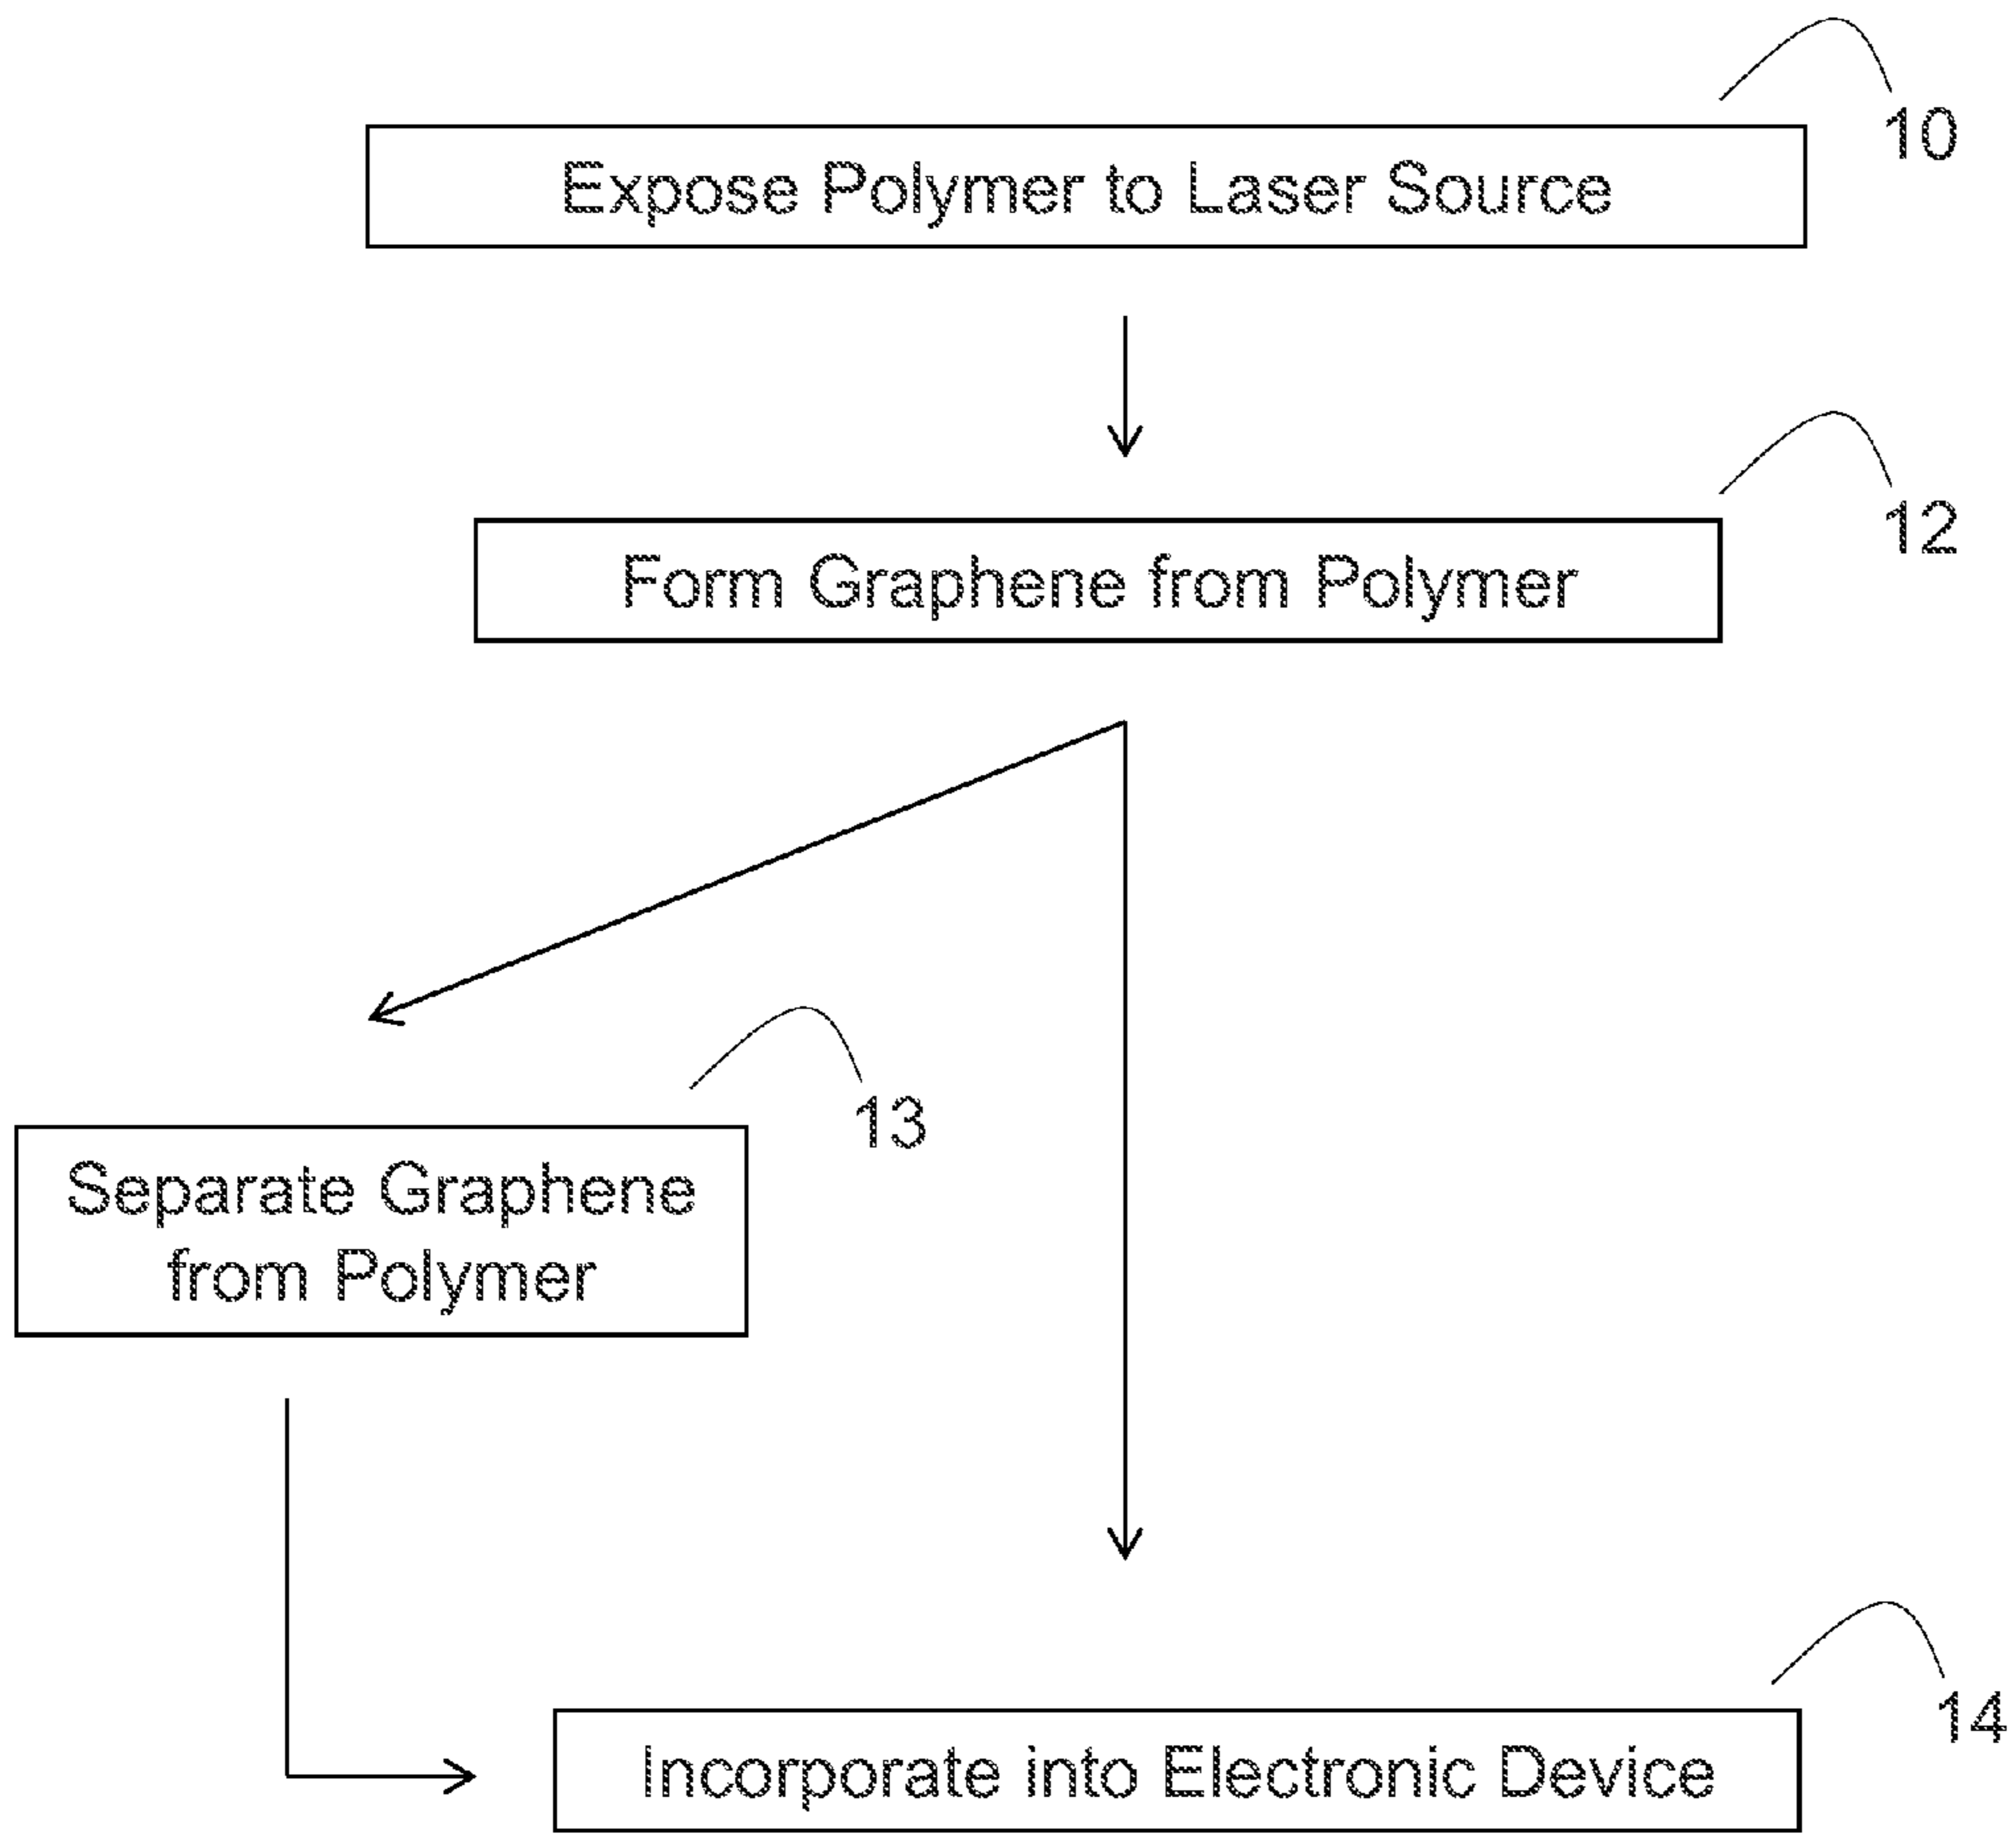 10
Expose Polymer to Laser Source
12
Form Graphene from Polymer
13
Separate Graphene
from Polymer
14
Incorporate into Electronic Device